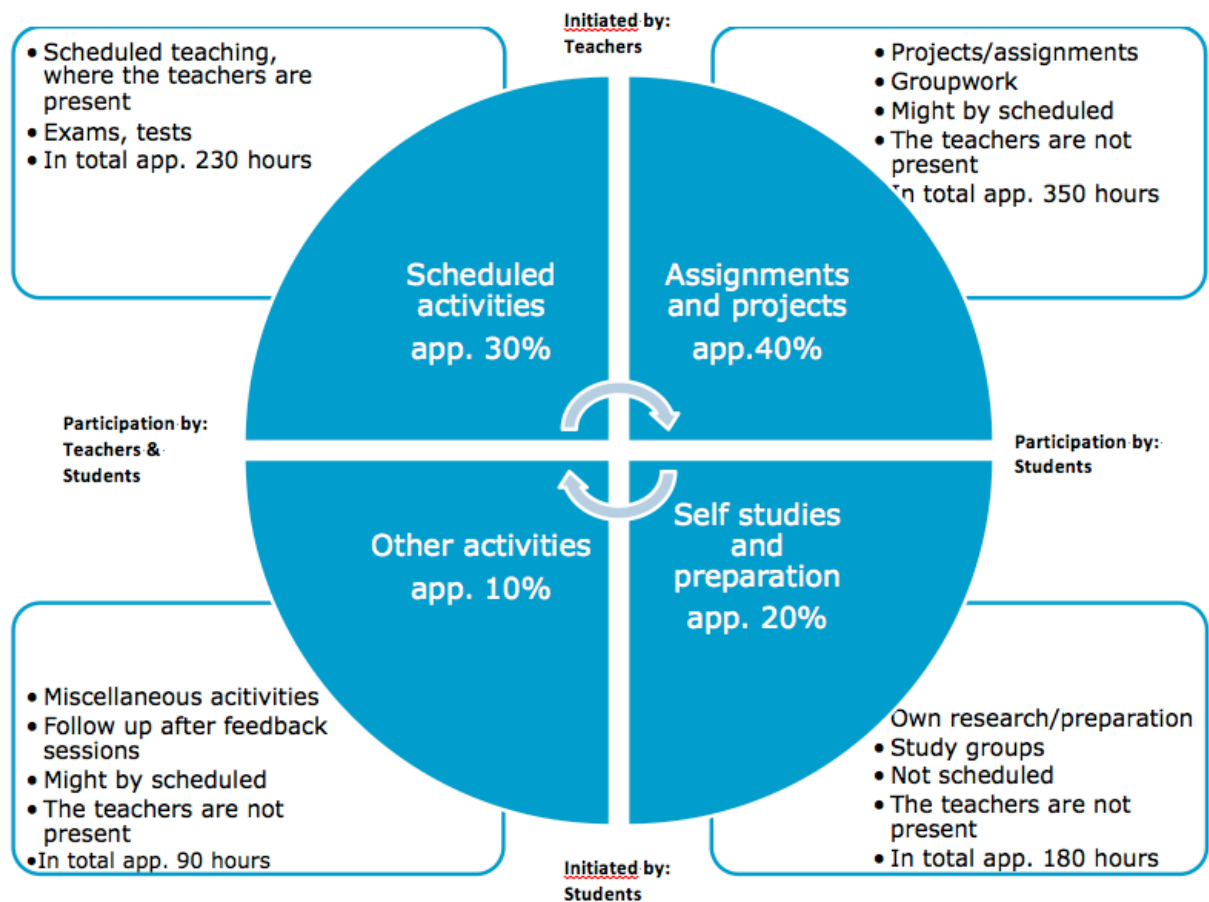 Initiated by:
Teachers
• Scheduled teaching,
where the teachers are
present
• Exams, tests
• In total app. 230 hours
• Projects/assignments
• Groupwork
• Might by scheduled
• The teachers are not
present
In total app. 350 hours
Scheduled
activities
app. 30%
Assignments
and projects
app.40%
Participation by:
Teachers &
Students
Participation by:
Students
Other activities
app. 10%
Self studies
and
preparation
app. 20%
• Miscellaneous acitivities
• Follow up after feedback
sessions
• Might by scheduled
• The teachers are not
present
•In total app. 90 hours
Own research/preparation
• Study groups
• Not scheduled
• The teachers are not
present
• In total app. 180 hours
Initiated by:
Students